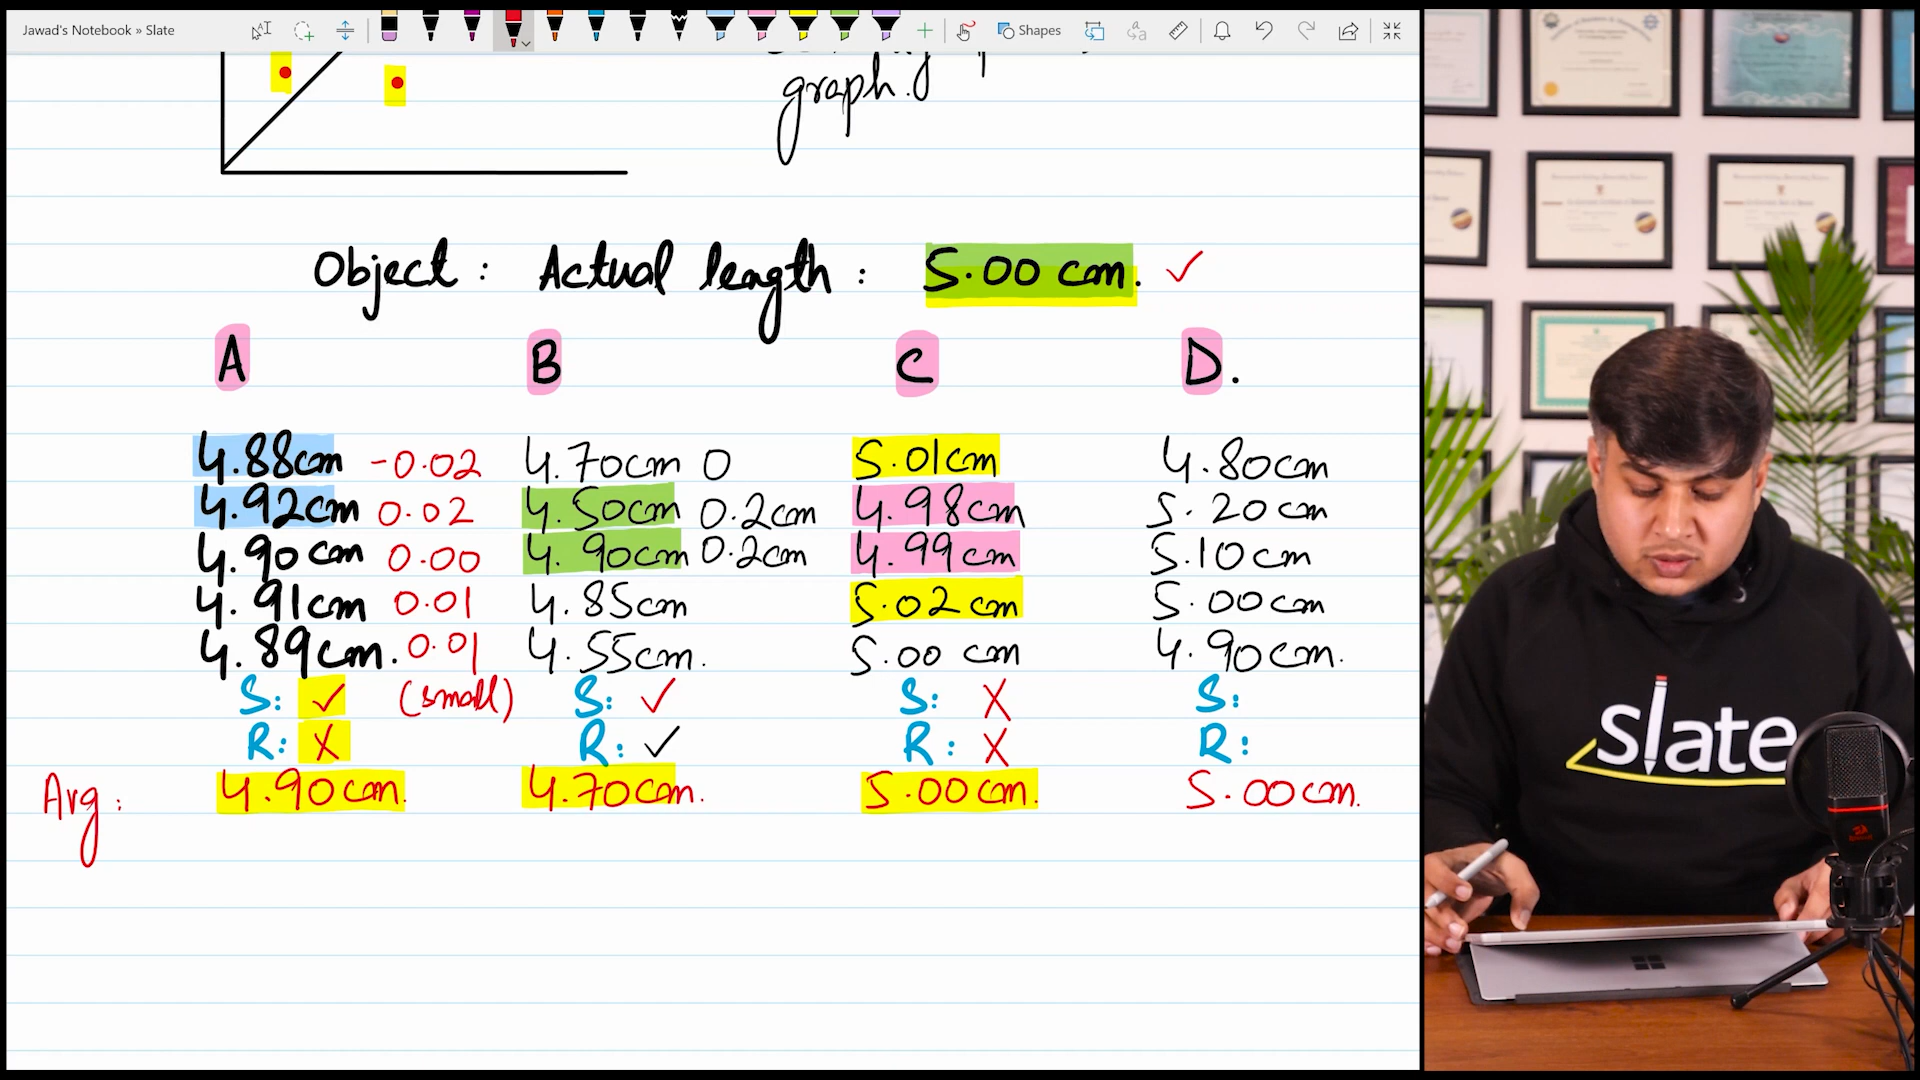 Jawad's Notebook » Slate
Shapes
graph.
Object : Actual length : 5.00 cm. ✓
A B C D.
4.88cm -0.02 4.70cm 0 5.01cm 4.80cm
4.92cm 0.02 4.50cm 0.2cm 4.98cm 5.20cm
4.90cm 0.00 4.90cm 0.2cm 4.99cm 5.10cm
4.91cm 0.01 4.85cm 5.02cm 5.00cm
4.89cm. 0.01 4.55cm. 5.00 cm 4.90cm.
S: ✓ (small) S: ✓ S: X S:
R: X R: ✓ R: X R:
Avg: 4.90cm. 4.70cm. 5.00cm. 5.00cm.
slate